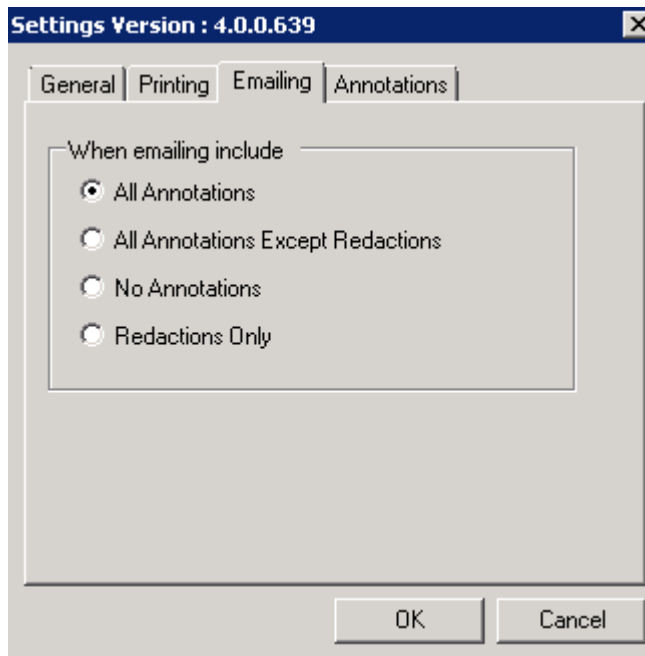 Settings Version : 4.0.0.639
General Printing Emailing Annotations
When emailing include
All Annotations
All Annotations Except Redactions
No Annotations
Redactions Only
OK Cancel